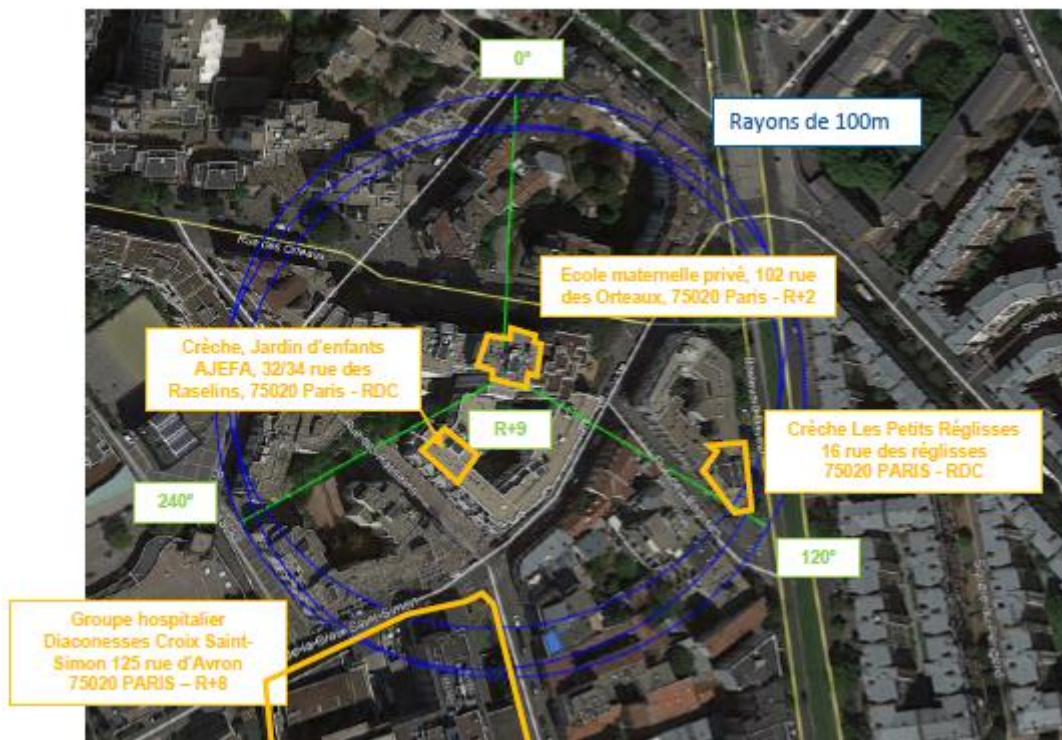 0°
Rayons de 100m
Rue des Orteaux
Ecole maternelle privé, 102 rue
des Orteaux, 75020 Paris - R+2
Crèche, Jardin d'enfants
AJEFA, 32/34 rue des
Raselins, 75020 Paris - RDC
R+9
Crèche Les Petits Réglisses
16 rue des réglisses
75020 PARIS - RDC
240°
120°
Groupe hospitalier
Diaconesses Croix Saint-
Simon 125 rue d'Avron
75020 PARIS – R+8